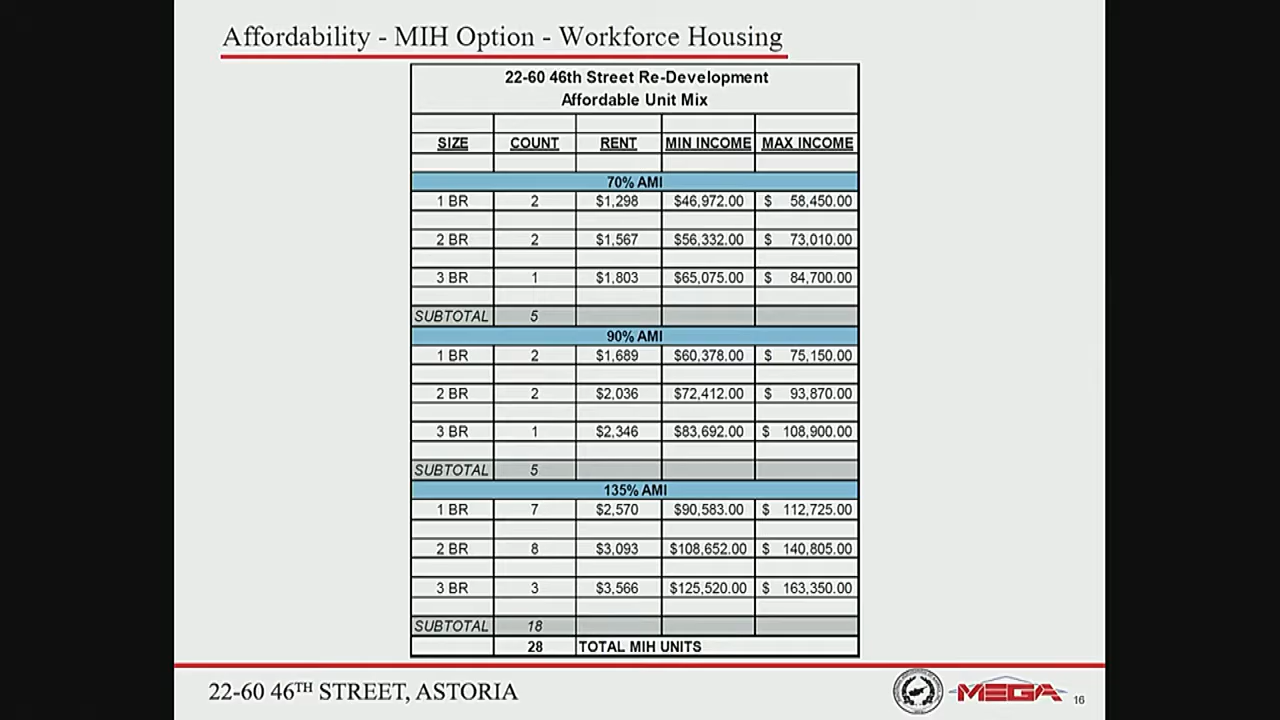 Affordability - MIH Option - Workforce Housing
22-60 46th Street Re-Development
Affordable Unit Mix
SIZE COUNT RENT MIN INCOME MAX INCOME
70% AMI
1 BR 2 $1,298 $46,972.00 $ 58,450.00
2 BR 2 $1,567 $56,332.00 $ 73,010.00
3 BR 1 $1,803 $65,075.00 $ 84,700.00
SUBTOTAL 5
90% AMI
1 BR 2 $1,689 $60,378.00 $ 75,150.00
2 BR 2 $2,036 $72,412.00 $ 93,870.00
3 BR 1 $2,346 $83,692.00 $ 108,900.00
SUBTOTAL 5
135% AMI
1 BR 7 $2,570 $90,583.00 $ 112,725.00
2 BR 8 $3,093 $108,652.00 $ 140,805.00
3 BR 3 $3,566 $125,520.00 $ 163,350.00
SUBTOTAL 18
28 TOTAL MIH UNITS
22-60 46TH STREET, ASTORIA
MEGA
16